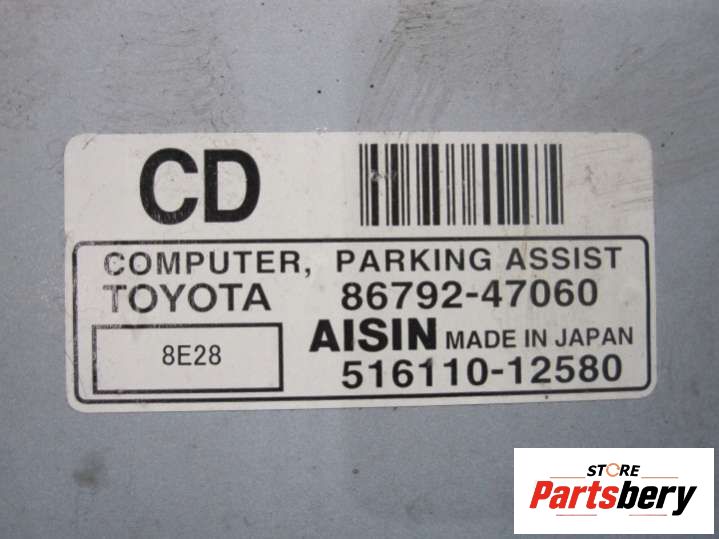 CD
COMPUTER, PARKING ASSIST
TOYOTA 86792-47060
8E28
AISIN MADE IN JAPAN
516110-12580
STORE
Partsbery